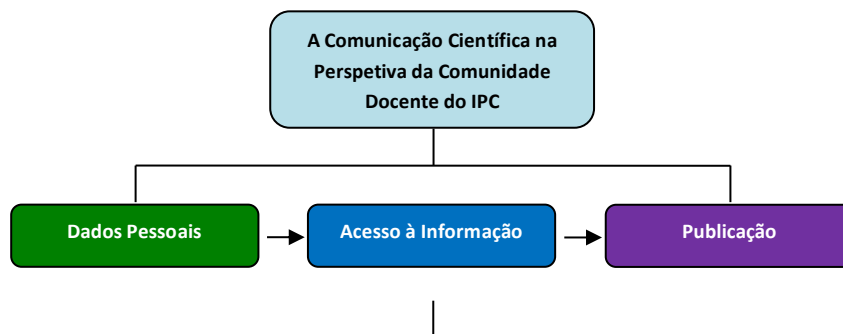 A Comunicação Científica na
Perspetiva da Comunidade
Docente do IPC
Dados Pessoais
Acesso à Informação
Publicação